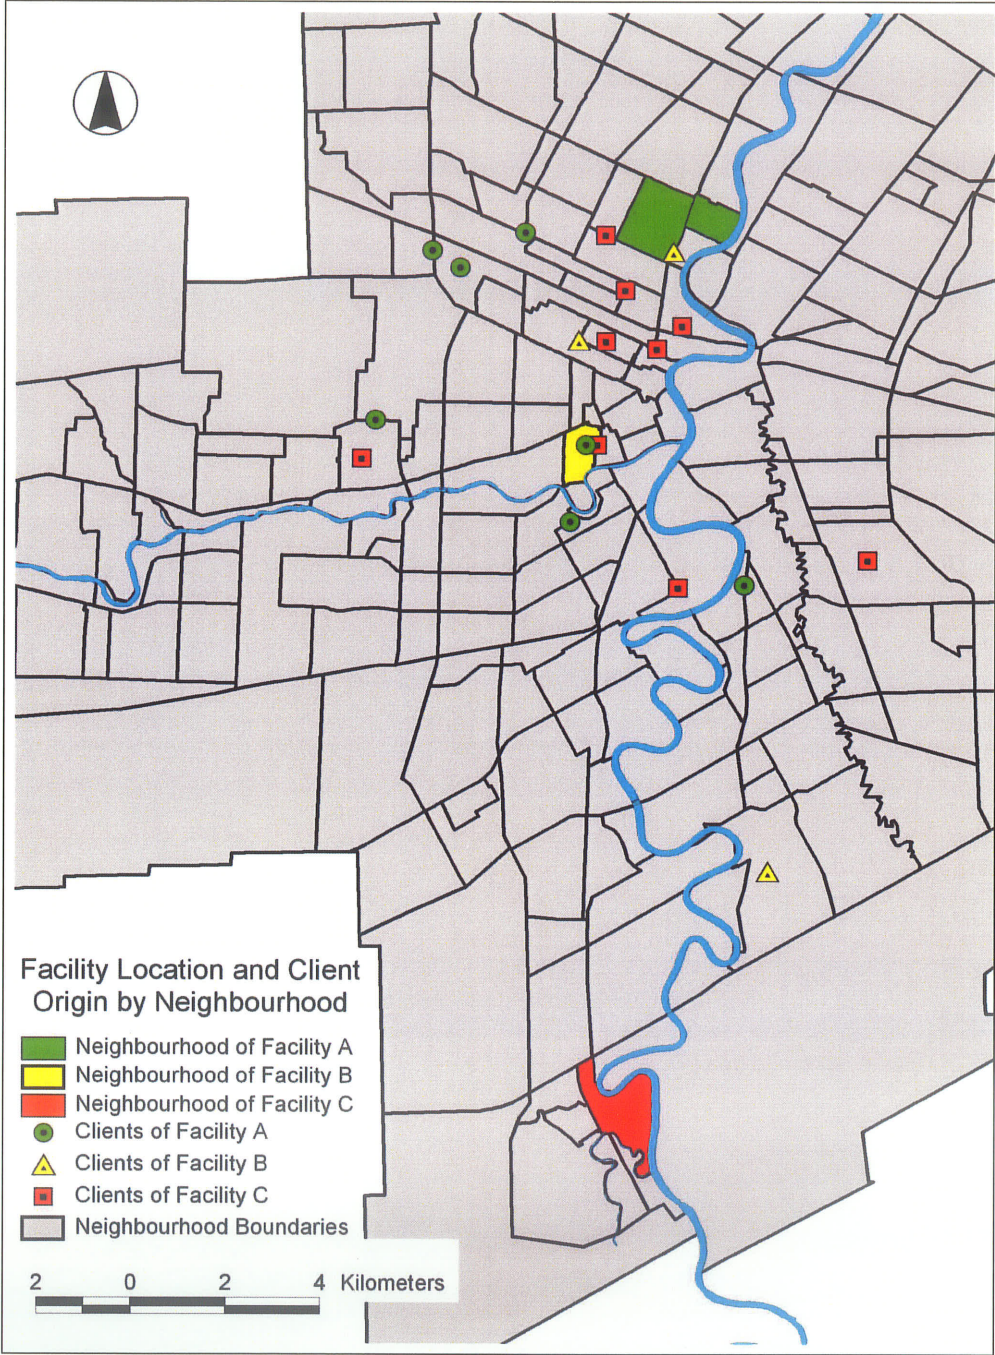 Facility Location and Client
Origin by Neighbourhood
Neighbourhood of Facility A
Neighbourhood of Facility B
Neighbourhood of Facility C
Clients of Facility A
Clients of Facility B
Clients of Facility C
Neighbourhood Boundaries
2 0 2 4 Kilometers